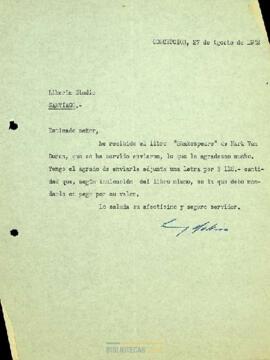 CONCEPCION, 27 de Agosto de 1952
Librería Studio
SANTIAGO.-
Estimado señor,
he recibido el libro "Shakespeare" de Mark Van
Doren, que se ha servido enviarme, lo que le agradezco mucho.
Tengo el agrado de enviarle adjunta una Letra por $ 128.- canti-
dad que, según indicación del libro mismo, es la que debo man-
darle en pago por su valor.
Lo saluda su afectísimo y seguro servidor.
BIBLIOTECAS